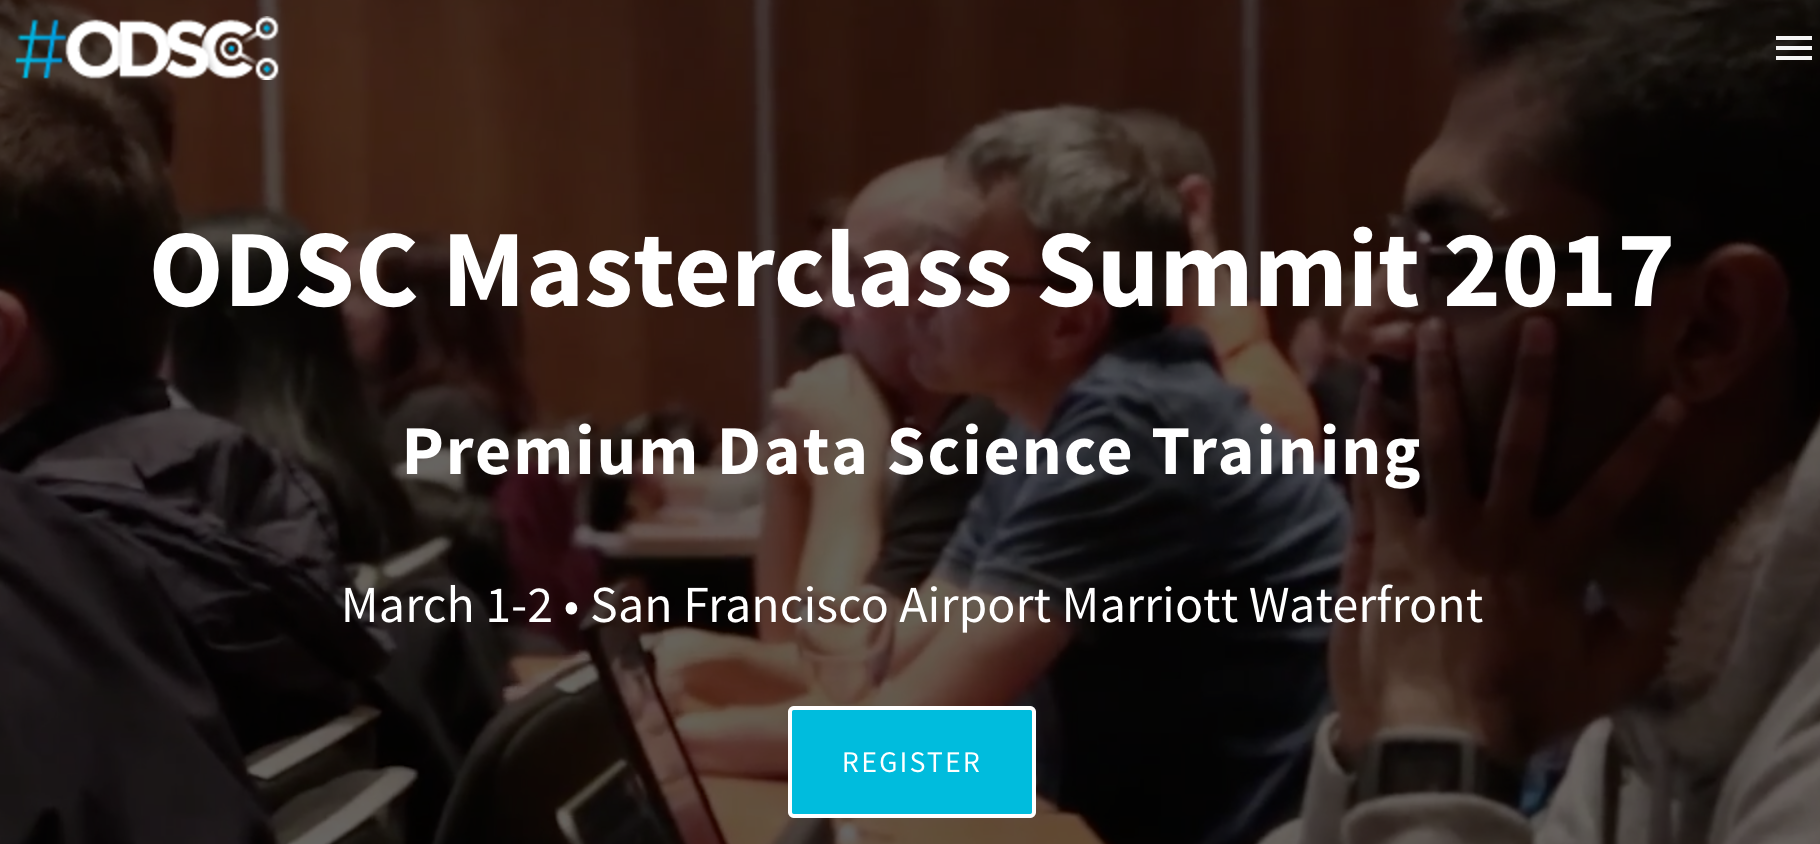 #ODSC
ODSC Masterclass Summit 2017
Premium Data Science Training
March 1-2 • San Francisco Airport Marriott Waterfront
REGISTER